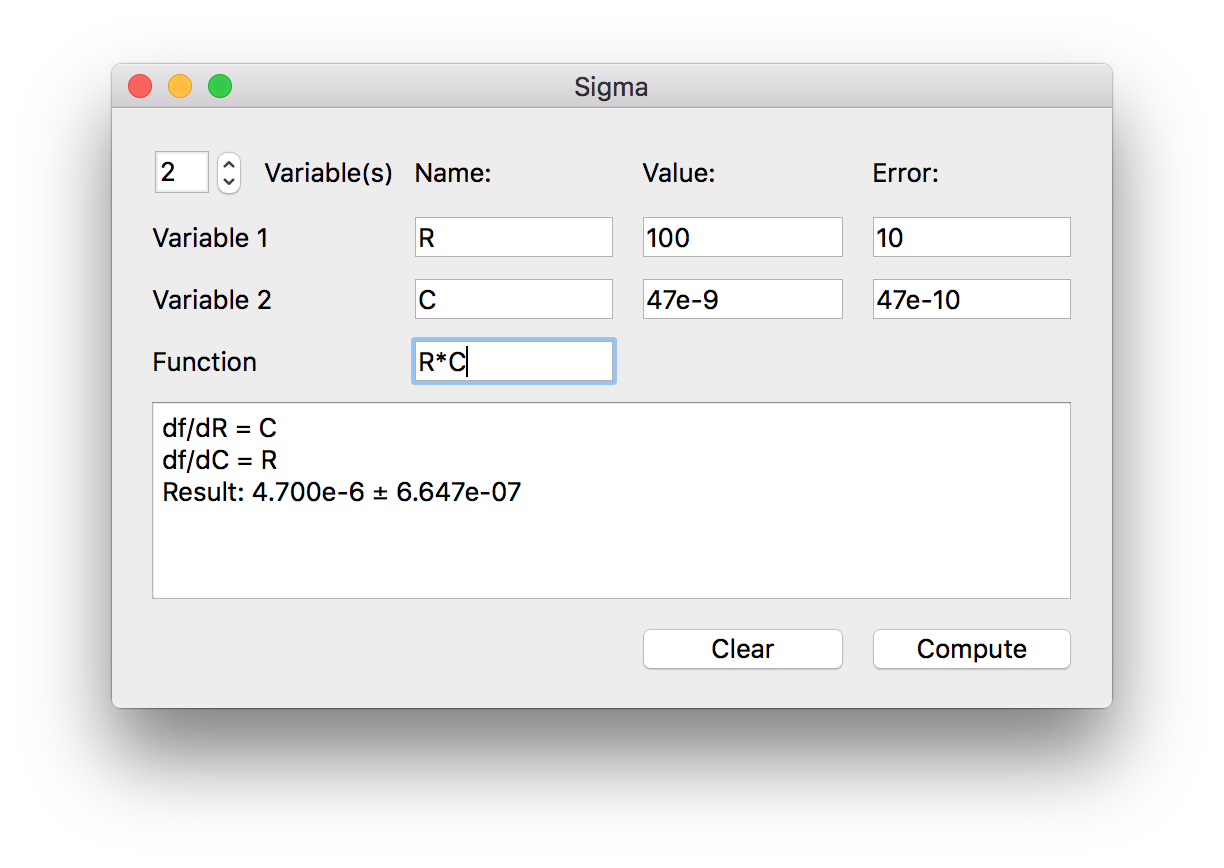 Sigma
2 Variable(s) Name: Value: Error:
Variable 1 R 100 10
Variable 2 C 47e-9 47e-10
Function R*C
df/dR = C
df/dC = R
Result: 4.700e-6 ± 6.647e-07
Clear Compute